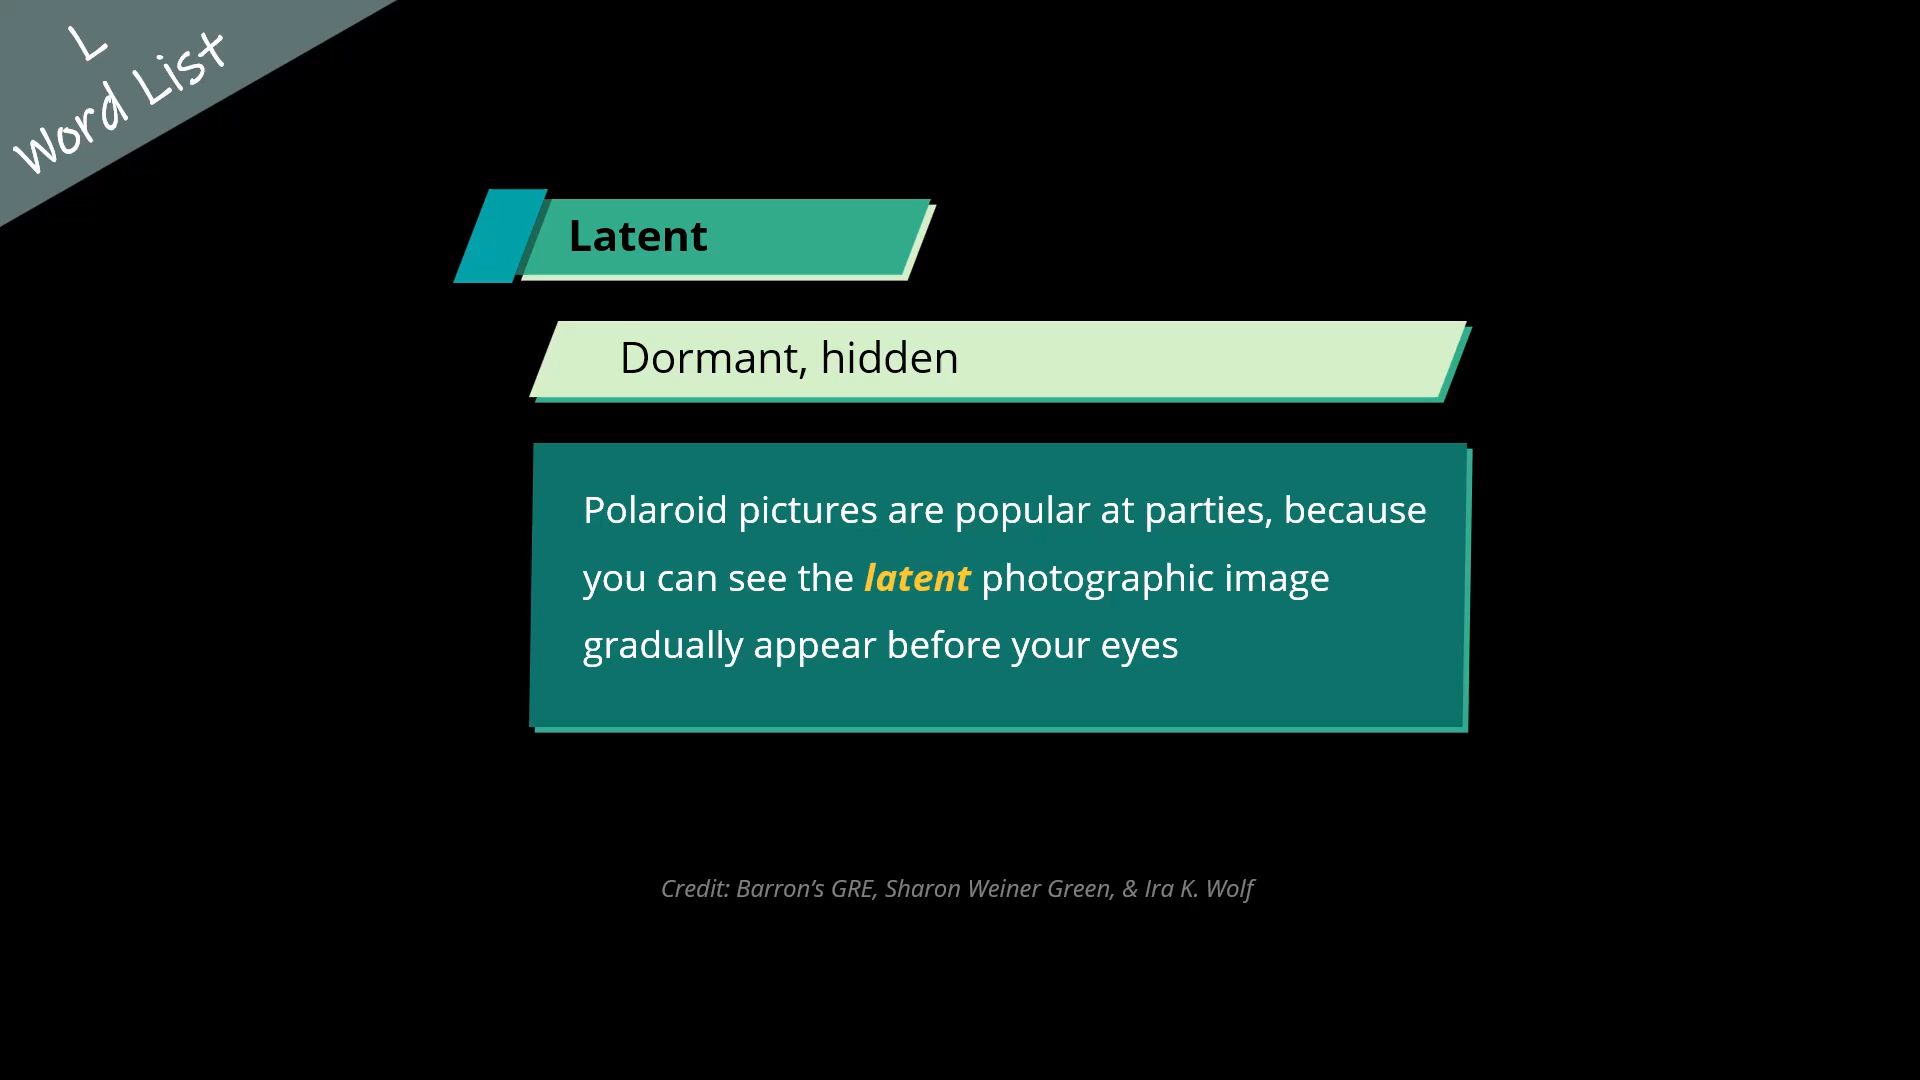 L
Word List
Latent
Dormant, hidden
Polaroid pictures are popular at parties, because
you can see the latent photographic image
gradually appear before your eyes
Credit: Barron’s GRE, Sharon Weiner Green, & Ira K. Wolf